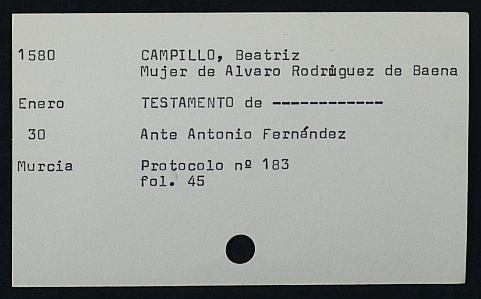 1580 CAMPILLO, Beatriz
Mujer de Alvaro Rodriguez de Baena
Enero TESTAMENTO de ------------
30 Ante Antonio Fernández
Murcia Protocolo nº 183
fol. 45